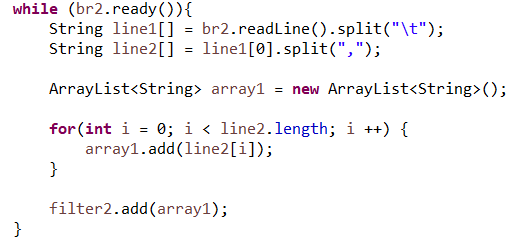 while (br2.ready()){
    String line1[] = br2.readLine().split("\t");
    String line2[] = line1[0].split(",");

    ArrayList<String> array1 = new ArrayList<String>();

    for(int i = 0; i < line2.length; i ++) {
        array1.add(line2[i]);
    }

    filter2.add(array1);
}